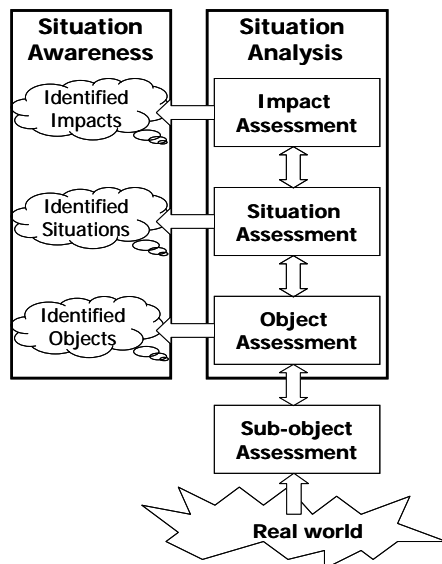 Situation
Awareness
Situation
Analysis
Identified
Impacts
Impact
Assessment
Identified
Situations
Situation
Assessment
Identified
Objects
Object
Assessment
Sub-object
Assessment
Real world